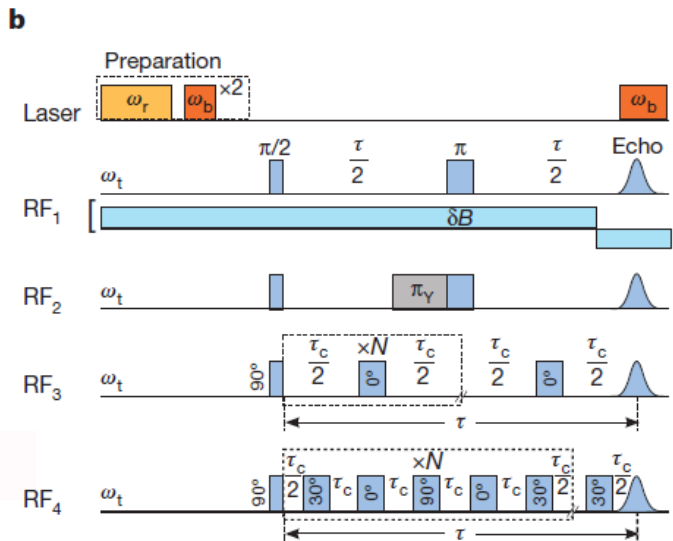 b
Preparation
Laser ωr ωb ×2 ωb
π/2 τ/2 π τ/2 Echo
ωt
RF1 [ δB
RF2 ωt πY
τc/2 ×N τc/2 τc/2 τc/2
RF3 ωt 90° 0° 0°
τ
×N
RF4 ωt 90° τc/2 30° τc 0° τc 90° τc 0° τc 30° τc/2 30° τc/2
τ